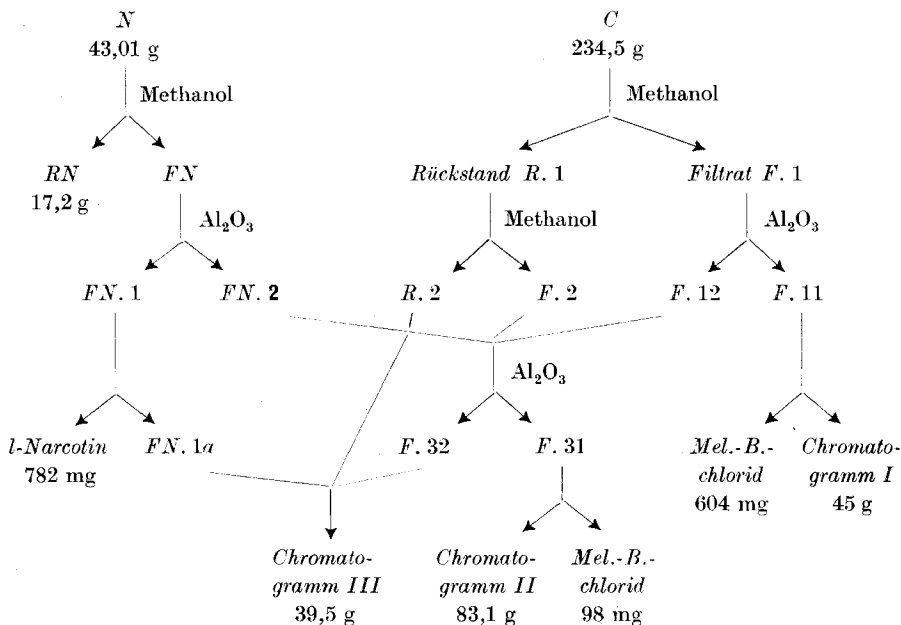 N C
43,01 g 234,5 g
Methanol Methanol
RN FN Rückstand R. 1 Filtrat F. 1
17,2 g
Al₂O₃ Methanol Al₂O₃
FN. 1 FN. 2 R. 2 F. 2 F. 12 F. 11
Al₂O₃
l-Narcotin FN. 1a F. 32 F. 31 Mel.-B.- Chromato-
782 mg chlorid gramm I
604 mg 45 g
Chromato- Chromato- Mel.-B.-
gramm III gramm II chlorid
39,5 g 83,1 g 98 mg